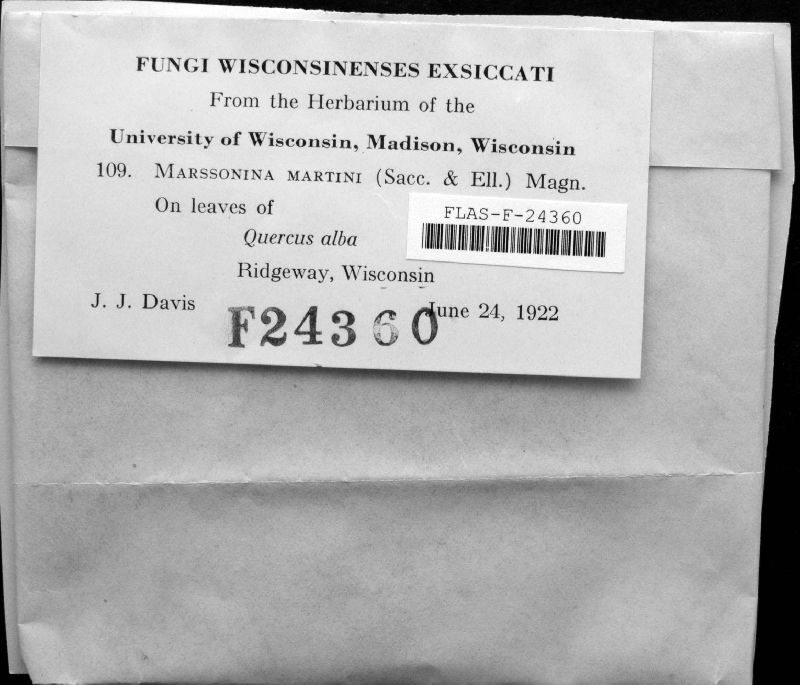 FUNGI WISCONSINENSES EXSICCATI
From the Herbarium of the
University of Wisconsin, Madison, Wisconsin
109. MARSSONINA MARTINI (Sacc. & Ell.) Magn.
On leaves of
FLAS-F-24360
Quercus alba
Ridgeway, Wisconsin
J. J. Davis June 24, 1922
F24360